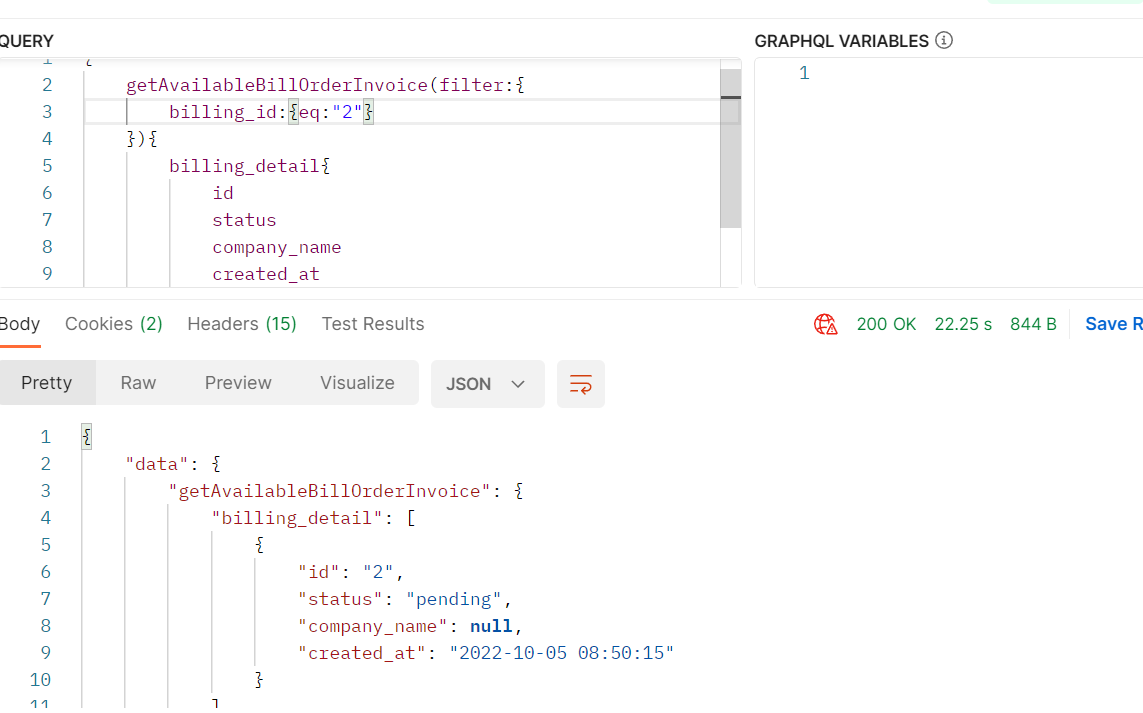 QUERY
GRAPHQL VARIABLES
1 {
2 getAvailableBillOrderInvoice(filter:{
3 billing_id:{eq:"2"}
4 }){
5 billing_detail{
6 id
7 status
8 company_name
9 created_at
1
Body Cookies (2) Headers (15) Test Results 200 OK 22.25 s 844 B Save R
Pretty Raw Preview Visualize JSON
1 {
2 "data": {
3 "getAvailableBillOrderInvoice": {
4 "billing_detail": [
5 {
6 "id": "2",
7 "status": "pending",
8 "company_name": null,
9 "created_at": "2022-10-05 08:50:15"
10 }
11 ]